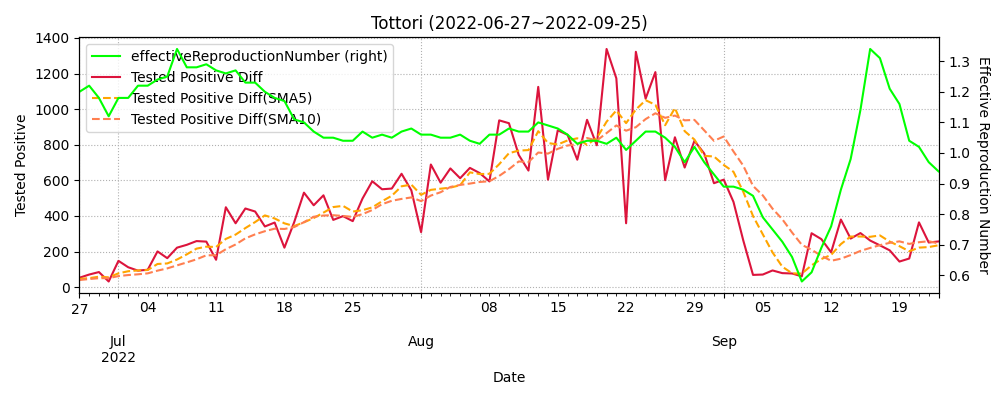 Tottori (2022-06-27~2022-09-25)
effectiveReproductionNumber (right)
Tested Positive Diff
Tested Positive Diff(SMA5)
Tested Positive Diff(SMA10)
1400
1200
1000
800
600
400
200
0
Tested Positive
1.3
1.2
1.1
1.0
0.9
0.8
0.7
0.6
Effective Reproduction Number
27 04 11 18 25 08 15 22 29 05 12 19
Jul Aug Sep
2022
Date